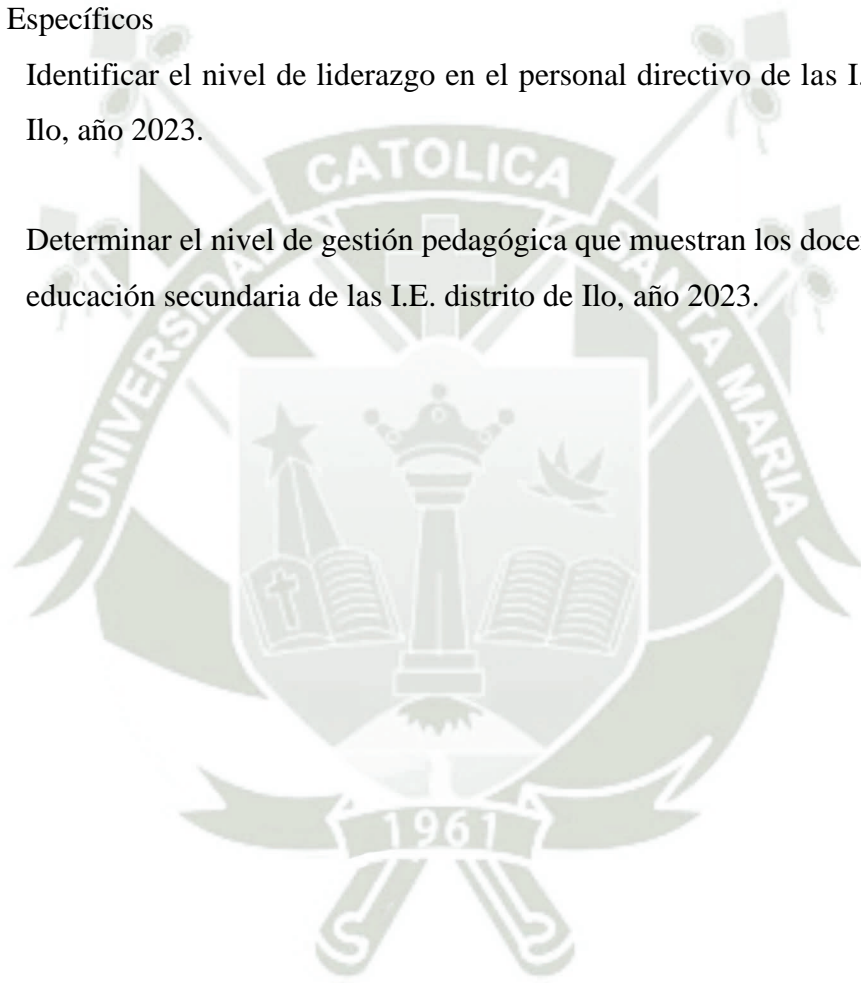 Específicos
Identificar el nivel de liderazgo en el personal directivo de las I.
Ilo, año 2023.
CATOLICA
Determinar el nivel de gestión pedagógica que muestran los
educación secundaria de las I.E. distrito de Ilo, año 2023.
UNIVERSIDAD
SANTA MARIA
1961